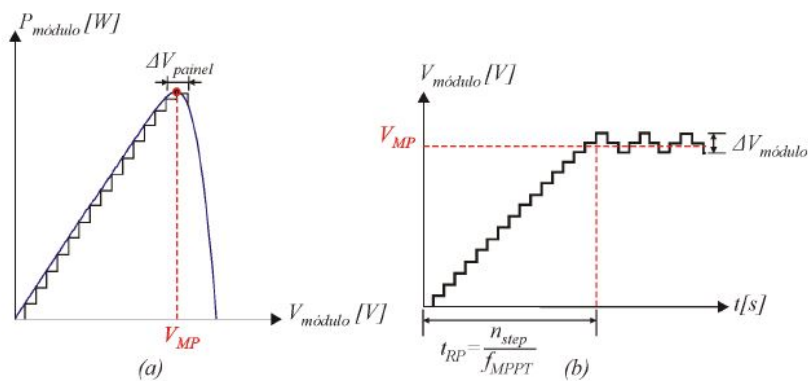 P módulo [W]
ΔV painel
V módulo [V]
V MP
(a)
V módulo [V]
V MP
ΔV módulo
t[s]
t RP = n step / f MPPT
(b)